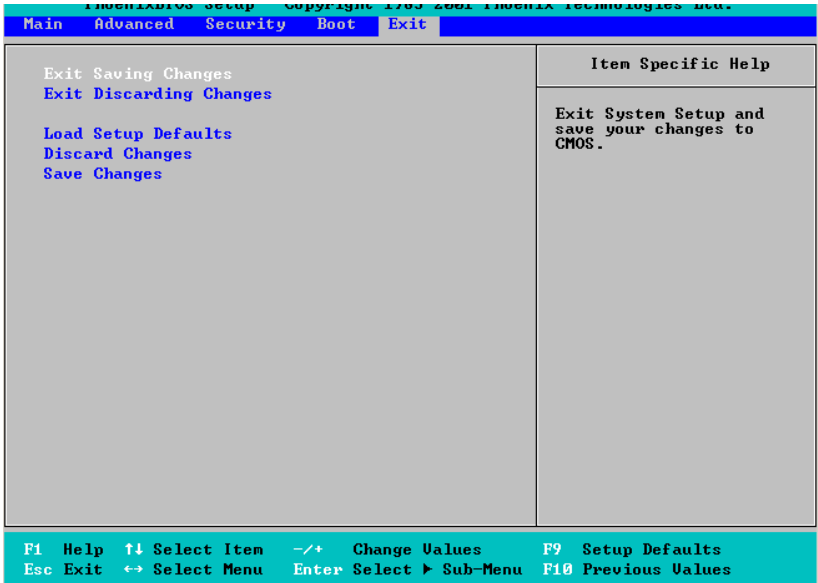 Main Advanced Security Boot Exit
Exit Saving Changes
Exit Discarding Changes
Load Setup Defaults
Discard Changes
Save Changes
Item Specific Help
Exit System Setup and
save your changes to
CMOS.
F1 Help ↑↓ Select Item -/+ Change Values F9 Setup Defaults
Esc Exit ↔ Select Menu Enter Select ▶ Sub-Menu F10 Previous Values